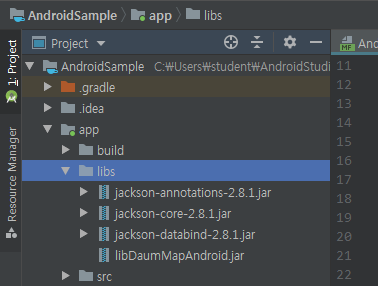 AndroidSample app libs
Project
AndroidSample C:₩Users₩student₩AndroidStudi
.gradle
.idea
app
build
libs
jackson-annotations-2.8.1.jar
jackson-core-2.8.1.jar
jackson-databind-2.8.1.jar
libDaumMapAndroid.jar
src
1: Project
Resource Manager
An
MF
11
12
13
14
15
16
17
18
19
20
21
22